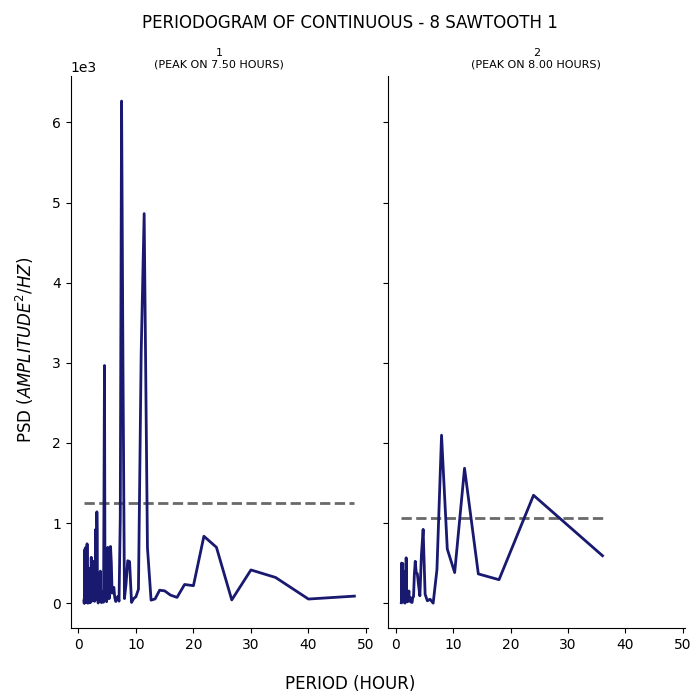 PERIODOGRAM OF CONTINUOUS - 8 SAWTOOTH 1
1
(PEAK ON 7.50 HOURS)
2
(PEAK ON 8.00 HOURS)
1e3
6
5
4
3
2
1
0
PSD (AMPLITUDE²/HZ)
0 10 20 30 40 50
0 10 20 30 40 50
PERIOD (HOUR)